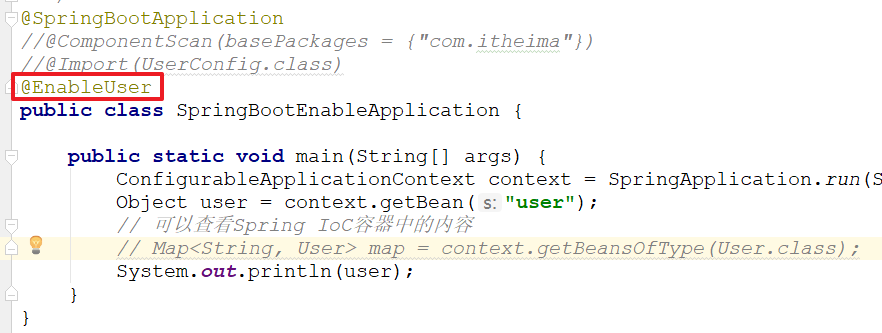 @SpringBootApplication
//@ComponentScan(basePackages = {"com.itheima"})
//@Import(UserConfig.class)
@EnableUser
public class SpringBootEnableApplication {
public static void main(String[] args) {
ConfigurableApplicationContext context = SpringApplication.run(S
Object user = context.getBean( s: "user");
// 可以查看Spring IoC容器中的内容
// Map<String, User> map = context.getBeansOfType(User.class);
System.out.println(user);
}
}